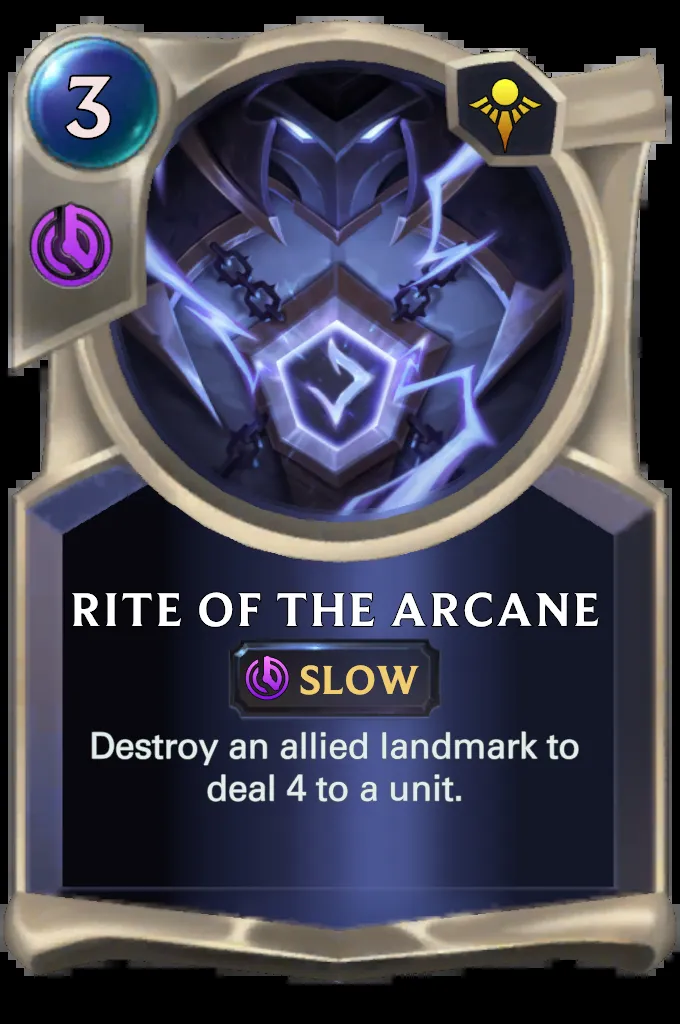 3
RITE OF THE ARCANE
SLOW
Destroy an allied landmark to
deal 4 to a unit.